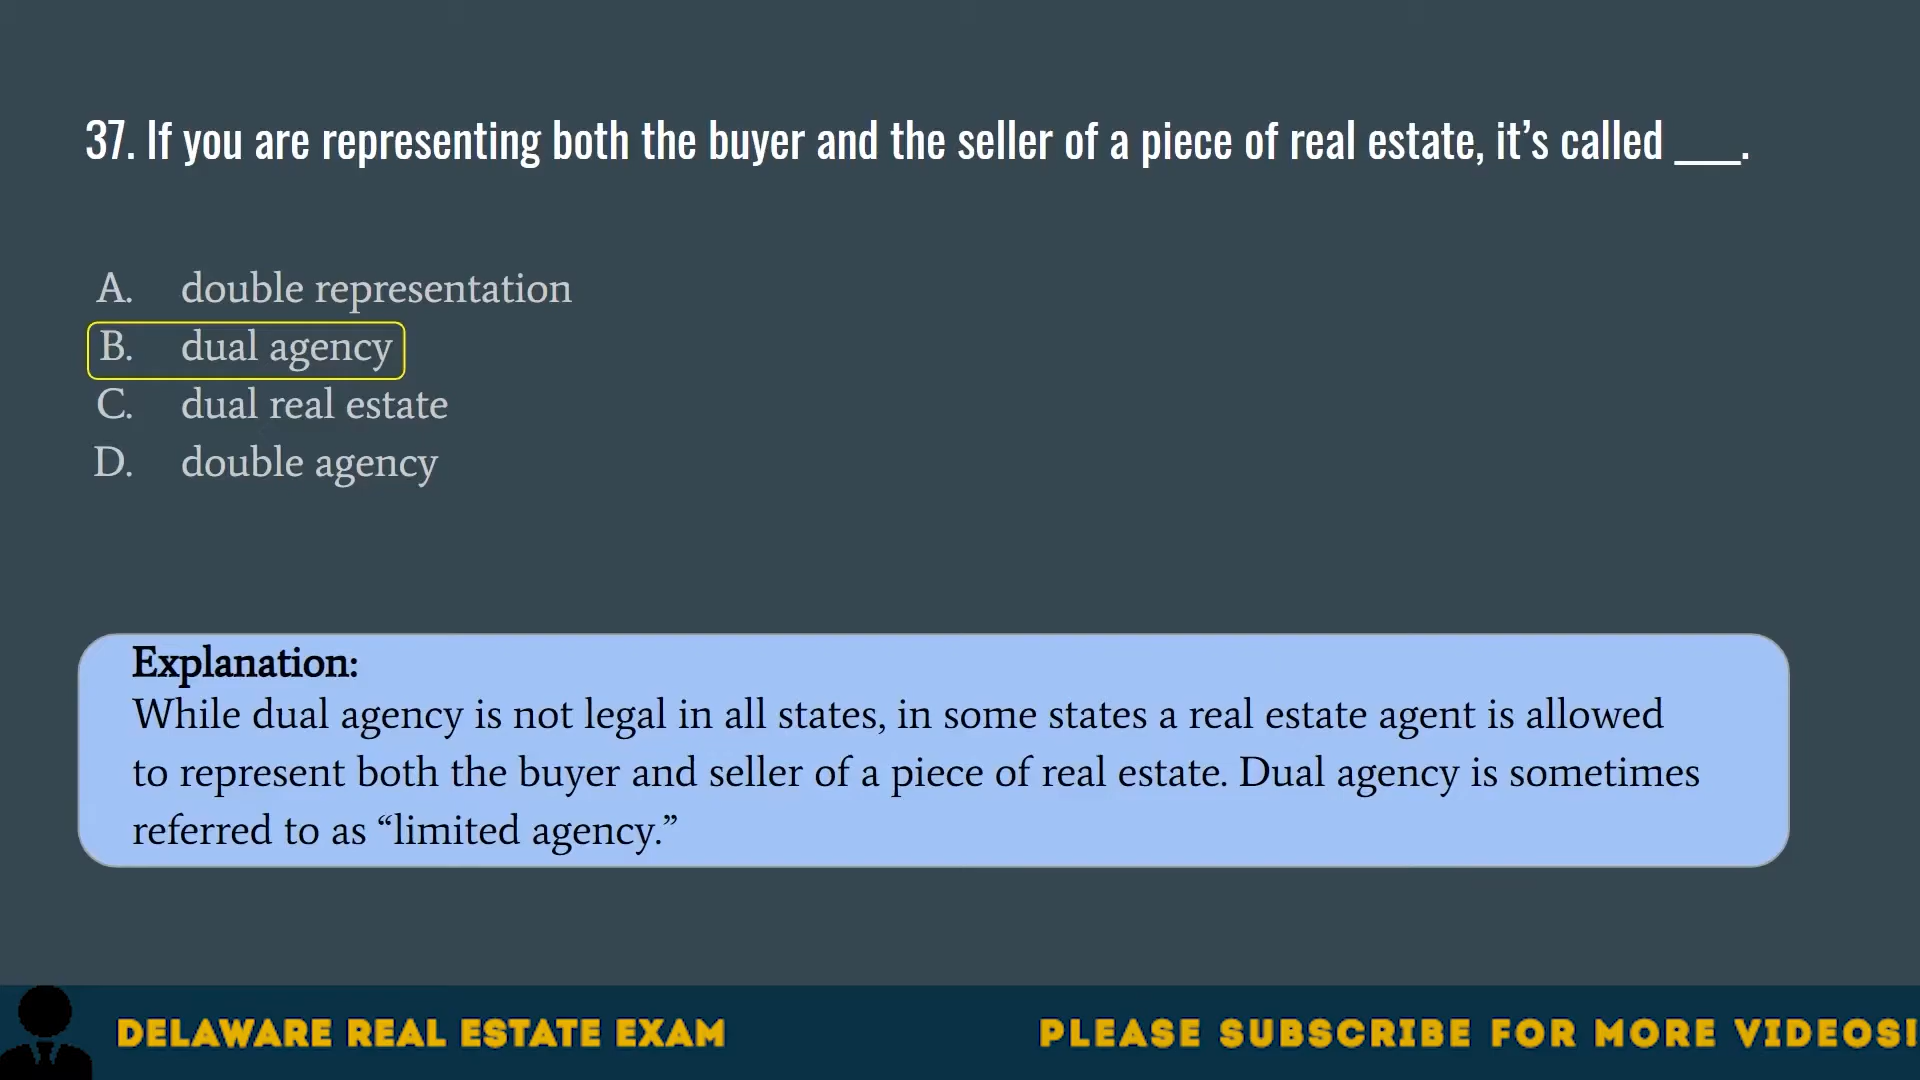 37. If you are representing both the buyer and the seller of a piece of real estate, it’s called ____.
A. double representation
B. dual agency
C. dual real estate
D. double agency
Explanation:
While dual agency is not legal in all states, in some states a real estate agent is allowed
to represent both the buyer and seller of a piece of real estate. Dual agency is sometimes
referred to as “limited agency.”
DELAWARE REAL ESTATE EXAM
PLEASE SUBSCRIBE FOR MORE VIDEOS!